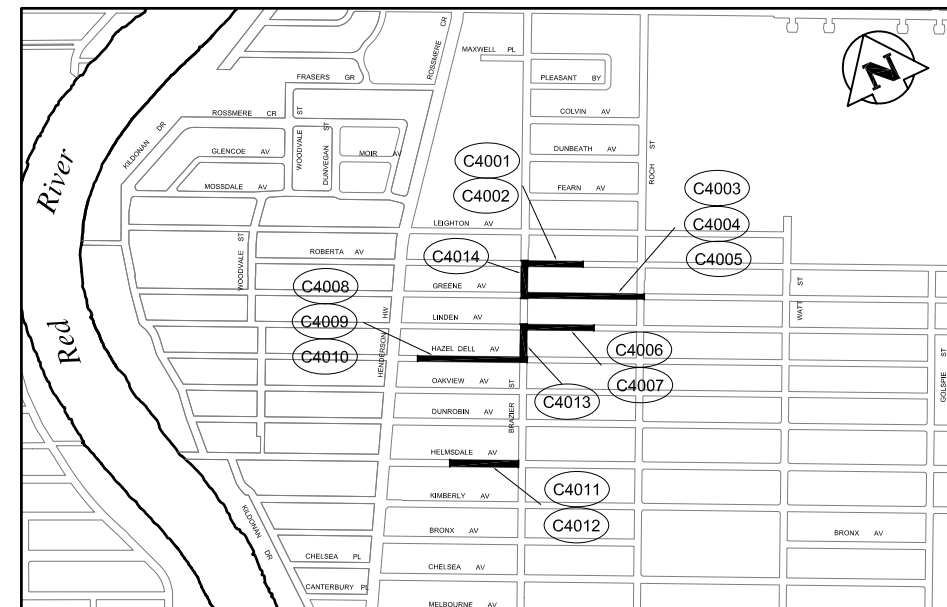 MAXWELL PL
ROSSMERE CR
FRASERS GR
PLEASANT BY
N
COLVIN AV
ROSSMERE CR
WOODVALE ST
DUNVEGAN ST
KILDONAN DR
GLENCOE AV
MOIR AV
DUNBEATH AV
ROCH ST
C4001
C4002
MOSSDALE AV
FEARN AV
C4003
C4004
C4005
River
LEIGHTON AV
WOODVALE ST
ROBERTA AV
C4014
GREENE AV
C4008
C4009
C4010
WATT ST
LINDEN AV
HENDERSON HW
Red
HAZEL DELL AV
C4006
C4007
OAKVIEW AV
C4013
GOLSPIE ST
BRAZIER ST
DUNROBIN AV
HELMSDALE AV
C4011
C4012
KIMBERLY AV
KILDONAN DR
BRONX AV
BRONX AV
CHELSEA PL
CHELSEA AV
CANTERBURY PL
MELBOURNE AV